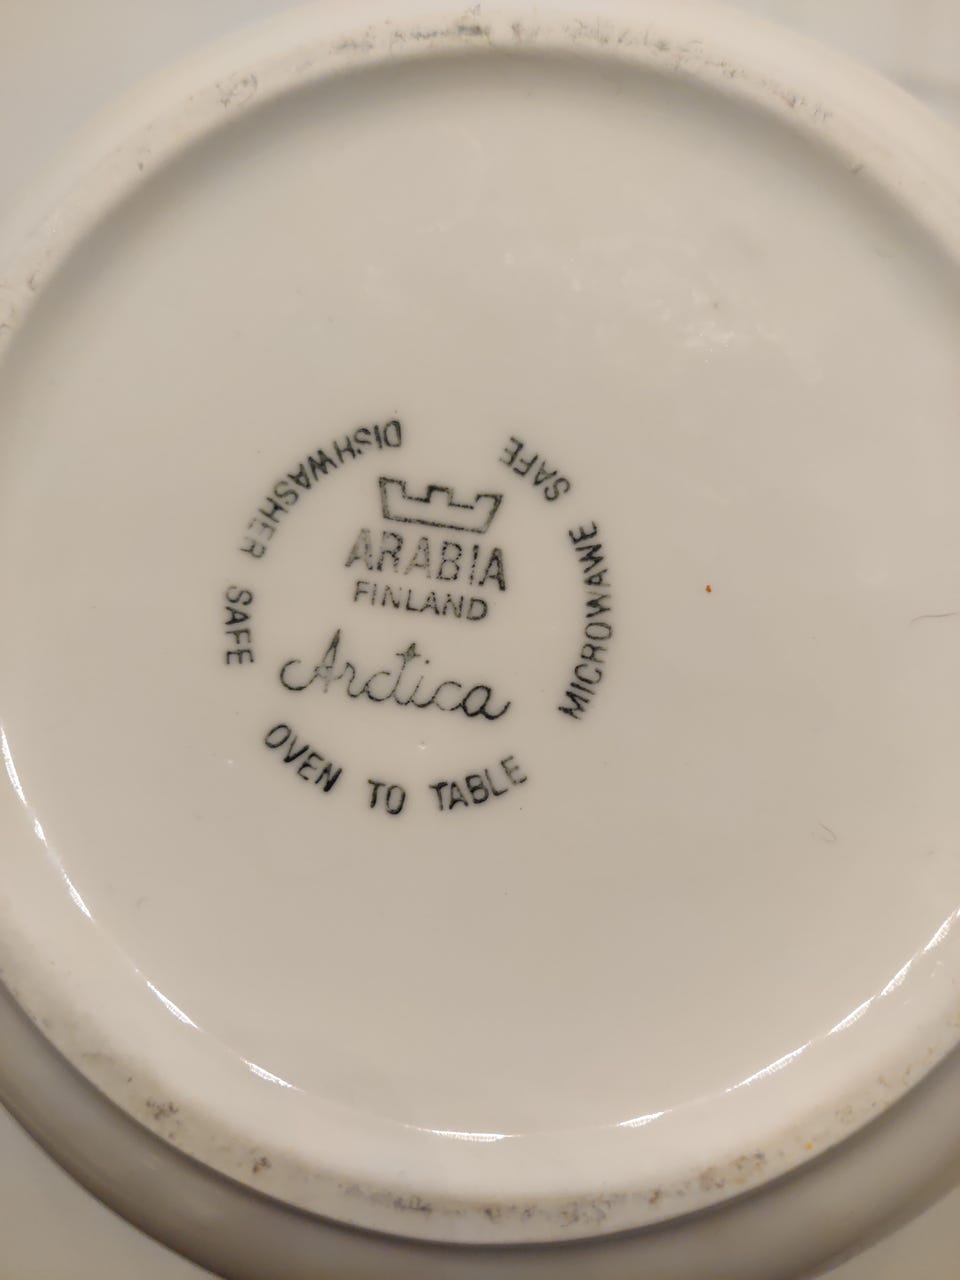 ARABIA
FINLAND
Arctica
DISHWASHER SAFE
OVEN TO TABLE
MICROWAWE SAFE